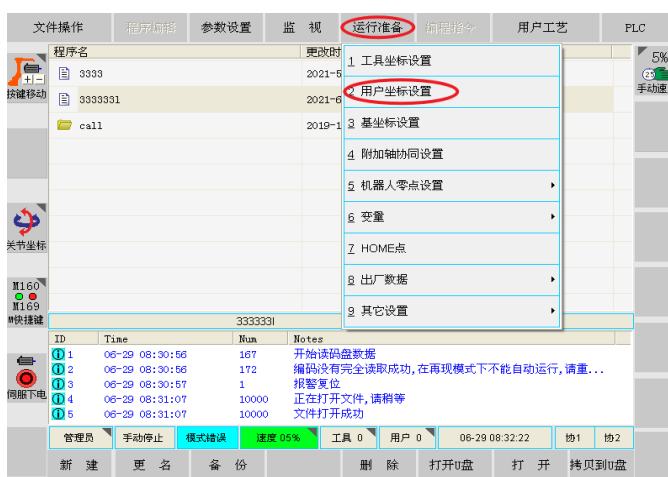 文件操作 程序编辑 参数设置 监 视 运行准备 编程指令 用户工艺 PLC
程序名 更改时
3333 2021-5
3333331 2021-6
call 2019-1
1 工具坐标设置
2 用户坐标设置
3 基坐标设置
4 附加轴协同设置
5 机器人零点设置
6 变量
7 HOME点
8 出厂数据
9 其它设置
按键移动
关节坐标
M160
M169
M快捷键
伺服下电
5%
25
手动速
3333331
ID Time Num Notes
1 06-29 08:30:56 167 开始读码盘数据
2 06-29 08:30:56 172 编码没有完全读取成功,在再现模式下不能自动运行,请重...
3 06-29 08:30:57 1 报警复位
4 06-29 08:31:07 10000 正在打开文件,请稍等
5 06-29 08:31:07 10000 文件打开成功
管理员 手动停止 模式错误 速度 05% 工具 0 用户 0 06-29 08:32:22 协1 协2
新 建 更 名 备 份 删 除 打开U盘 打 开 拷贝到U盘